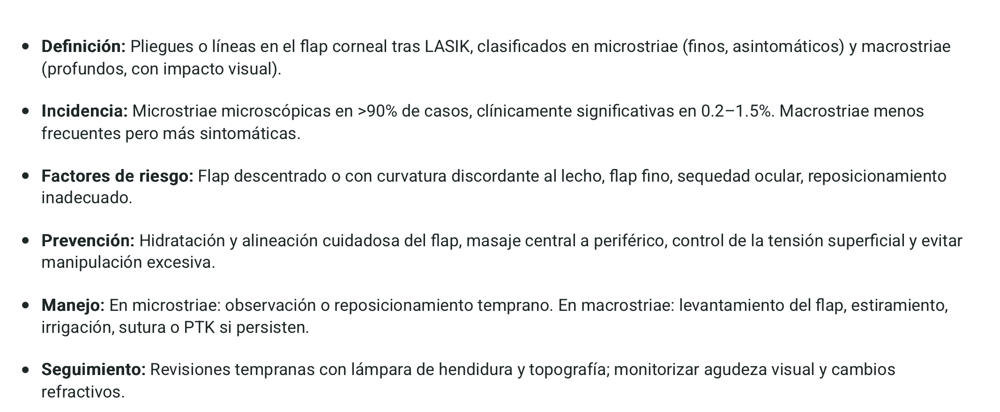 • Definición: Pliegues o líneas en el flap corneal tras LASIK, clasificados en microstriae (finos, asintomáticos) y macrostriae
(profundos, con impacto visual).
• Incidencia: Microstriae microscópicas en >90% de casos, clínicamente significativas en 0.2–1.5%. Macrostriae menos
frecuentes pero más sintomáticas.
• Factores de riesgo: Flap descentrado o con curvatura discordante al lecho, flap fino, sequedad ocular, reposicionamiento
inadecuado.
• Prevención: Hidratación y alineación cuidadosa del flap, masaje central a periférico, control de la tensión superficial y evitar
manipulación excesiva.
• Manejo: En microstriae: observación o reposicionamiento temprano. En macrostriae: levantamiento del flap, estiramiento,
irrigación, sutura o PTK si persisten.
• Seguimiento: Revisiones tempranas con lámpara de hendidura y topografía; monitorizar agudeza visual y cambios
refractivos.